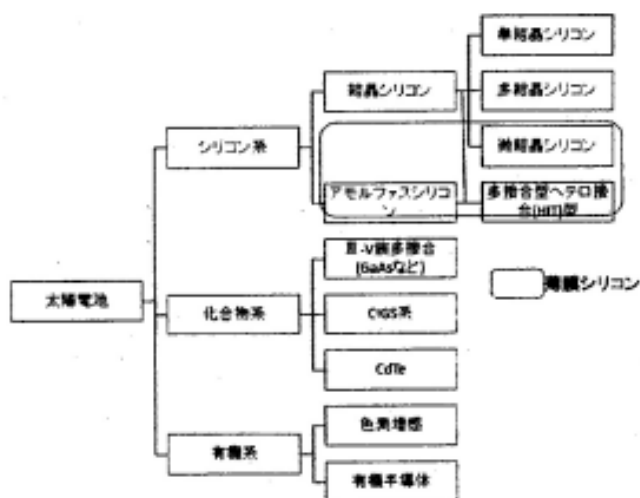 単結晶シリコン
結晶シリコン
多結晶シリコン
シリコン系
微結晶シリコン
アモルファスシリコ
ン
多接合型ヘテロ接
合(HIT)型
III-V族多接合
(GaAsなど)
薄膜シリコン
太陽電池
化合物系
CIGS系
CdTe
色素増感
有機系
有機半導体